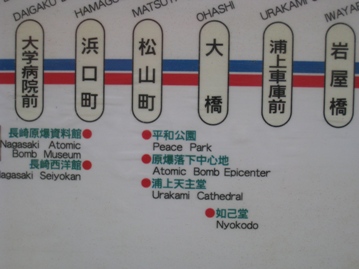 DAIGAKU
HAMAGU
MATSU
OHASHI
URAKAMI
IWAYA
大学病院前
浜口町
松山町
大橋
浦上車庫前
岩屋橋
長崎原爆資料館
Nagasaki Atomic
Bomb Museum
長崎西洋館
Nagasaki Seiyokan
平和公園
Peace Park
原爆落下中心地
Atomic Bomb Epicenter
浦上天主堂
Urakami Cathedral
如己堂
Nyokodo